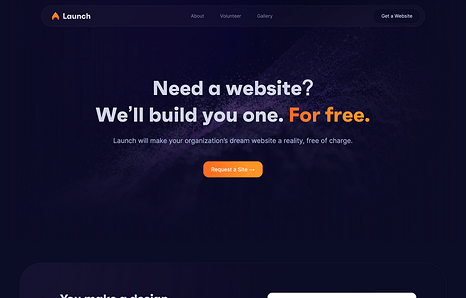 Launch
About
Volunteer
Gallery
Get a Website
Need a website?
We'll build you one. For free.
Launch will make your organization's dream website a reality, free of charge.
Request a Site →
You make a design